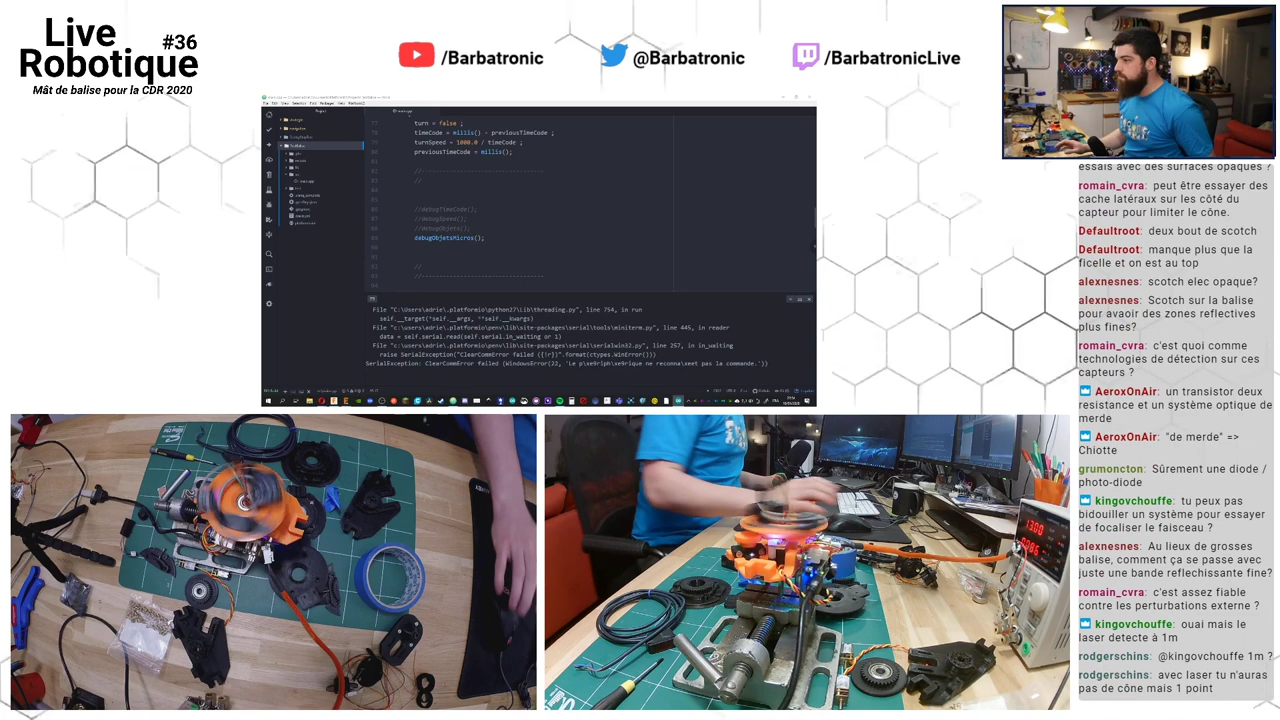 Live
Robotique #36
Mât de balise pour la CDR 2020
/Barbatronic
@Barbatronic
/BarbatronicLive
turn = false ;
timeCode = millis() - previousTimeCode ;
turnSpeed = 1000.0 / timeCode ;
previousTimeCode = millis();
//----------------------------------
//
//debugTimeCode();
//debugSpeed();
//debugObjets();
debugObjetsMicros();
//
//----------------------------------
File "C:\Users\adrie\.platformio\python27\Lib\threading.py", line 754, in run
self.__target(*self.__args, **self.__kwargs)
File "c:\users\adrie\.platformio\penv\lib\site-packages\serial\tools\miniterm.py", line 445, in reader
data = self.serial.read(self.serial.in_waiting or 1)
File "c:\users\adrie\.platformio\penv\lib\site-packages\serial\serialwin32.py", line 257, in in_waiting
raise SerialException("ClearCommError failed ({!r})".format(ctypes.WinError()))
SerialException: ClearCommError failed (WindowsError(22, 'Le p\xe9riph\xe9rique ne reconna\xeet pas la commande.'))
essais avec des surfaces opaques ?
romain_cvra: peut être essayer des
cache latéraux sur les côté du
capteur pour limiter le cône.
Defaultroot: deux bout de scotch
Defaultroot: manque plus que la
ficelle et on est au top
alexnesnes: scotch elec opaque?
alexnesnes: Scotch sur la balise
pour avaoir des zones reflectives
plus fines?
romain_cvra: c'est quoi comme
technologies de détection sur ces
capteurs ?
AeroxOnAir: un transistor deux
resistance et un système optique de
merde
AeroxOnAir: "de merde" =>
Chiotte
grumoncton: Sûrement une diode /
photo-diode
kingovchouffe: tu peux pas
bidouiller un système pour essayer
de focaliser le faisceau ?
alexnesnes: Au lieux de grosses
balise, comment ça se passe avec
juste une bande reflechissante fine?
romain_cvra: c'est assez fiable
contre les perturbations externe ?
kingovchouffe: ouai mais le
laser detecte à 1m
rodgerschins: @kingovchouffe 1m ?
rodgerschins: avec laser tu n'auras
pas de cône mais 1 point